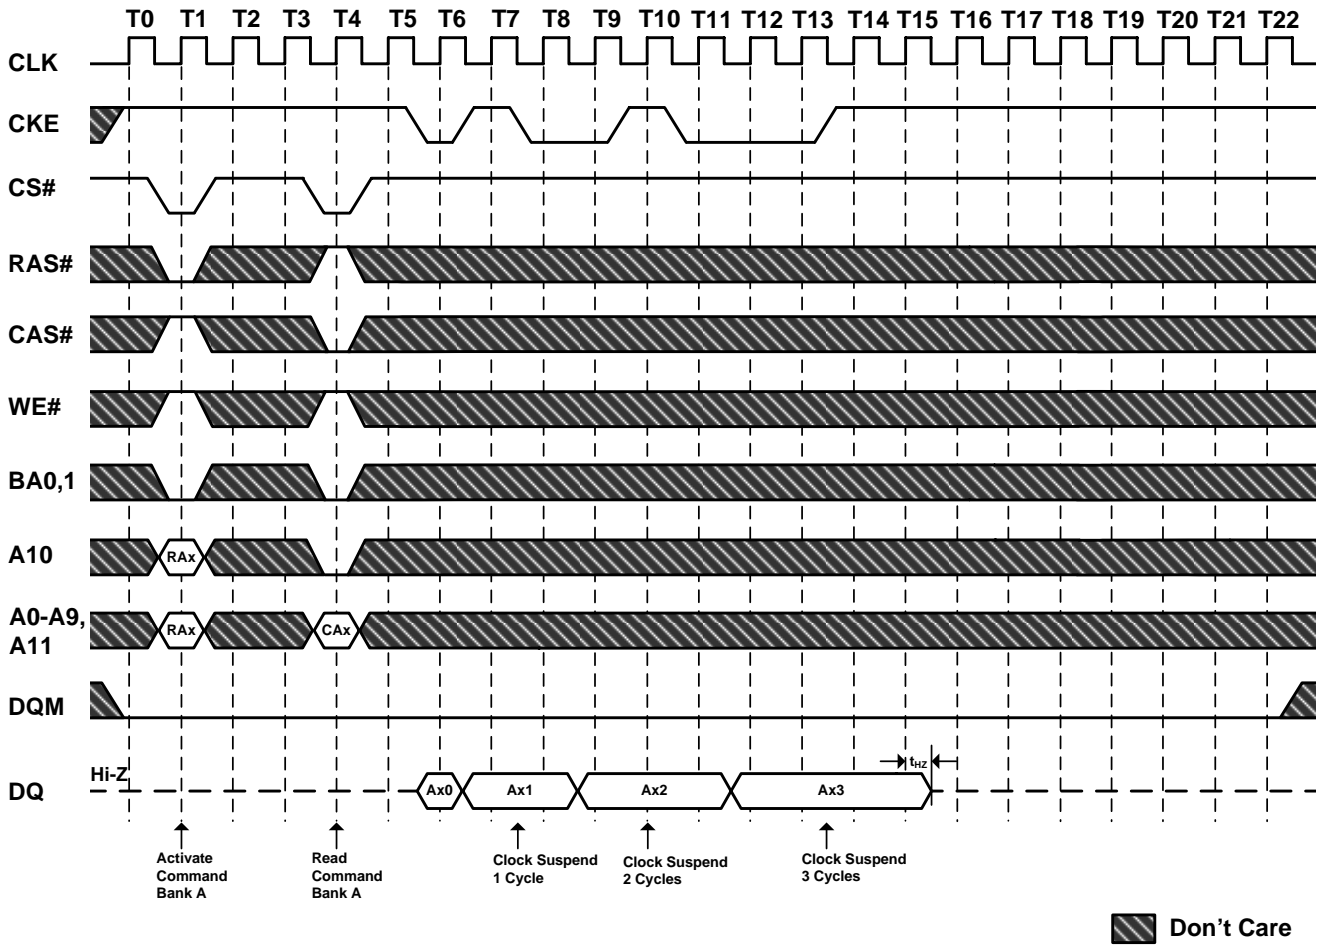 T0 T1 T2 T3 T4 T5 T6 T7 T8 T9 T10 T11 T12 T13 T14 T15 T16 T17 T18 T19 T20 T21 T22
CLK
CKE
CS#
RAS#
CAS#
WE#
BA0,1
A10
RAx
A0-A9,
A11
RAx
CAx
DQM
Hi-Z
DQ
Ax0
Ax1
Ax2
Ax3
tHZ
Activate
Command
Bank A
Read
Command
Bank A
Clock Suspend
1 Cycle
Clock Suspend
2 Cycles
Clock Suspend
3 Cycles
Don't Care